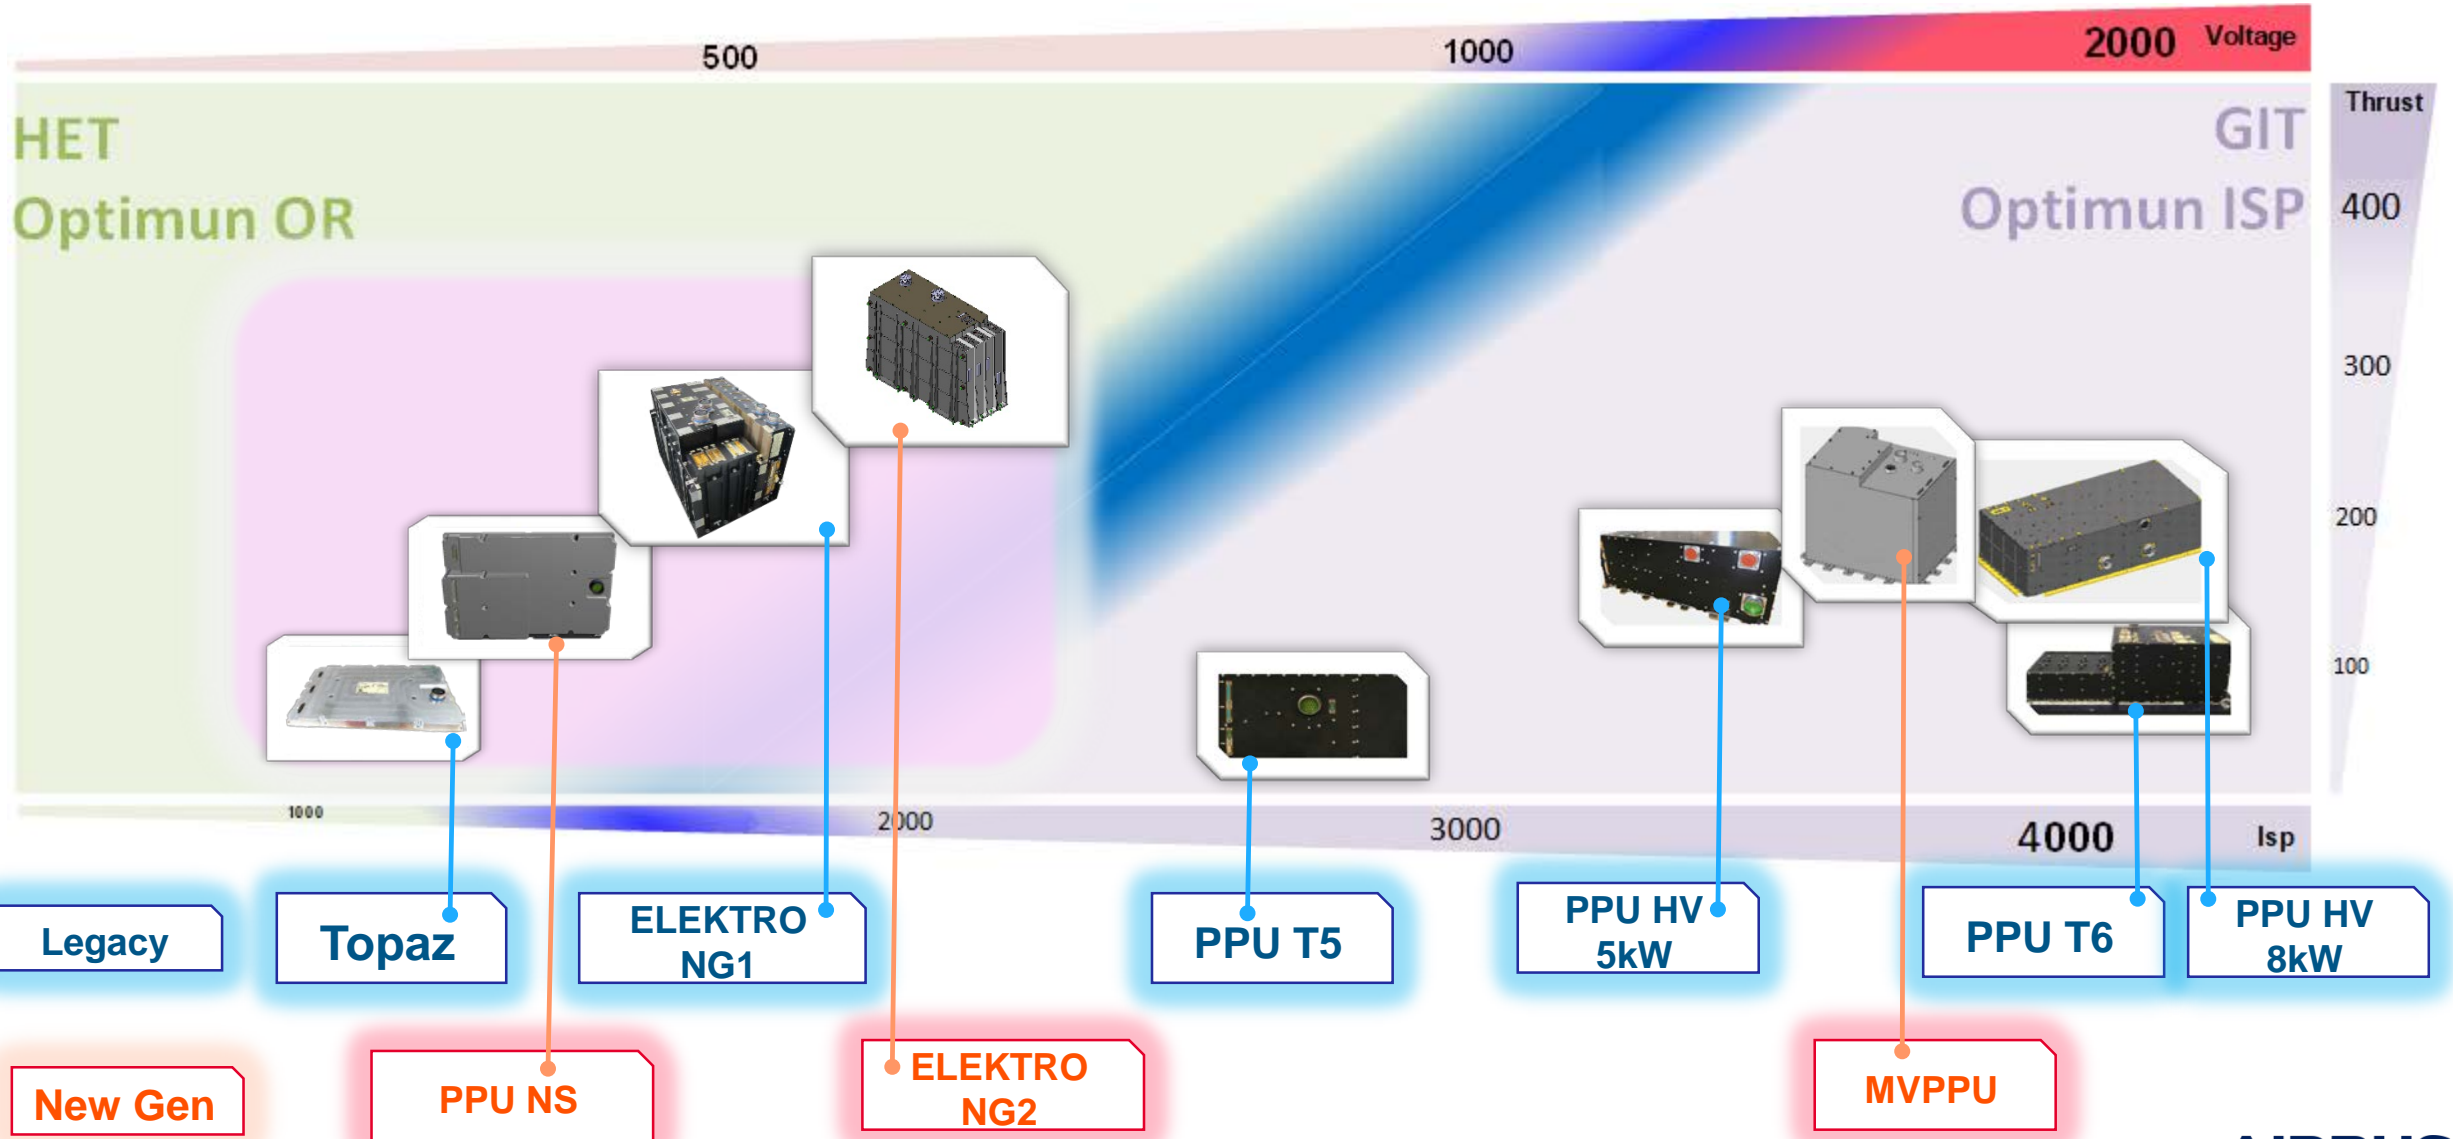 500
1000
2000 Voltage
HET
Optimun OR
GIT
Optimun ISP
Thrust
400
300
200
100
1000
2000
3000
4000
Isp
Legacy
Topaz
ELEKTRO
NG1
PPU T5
PPU HV
5kW
PPU T6
PPU HV
8kW
New Gen
PPU NS
ELEKTRO
NG2
MVPPU
AIRBUS